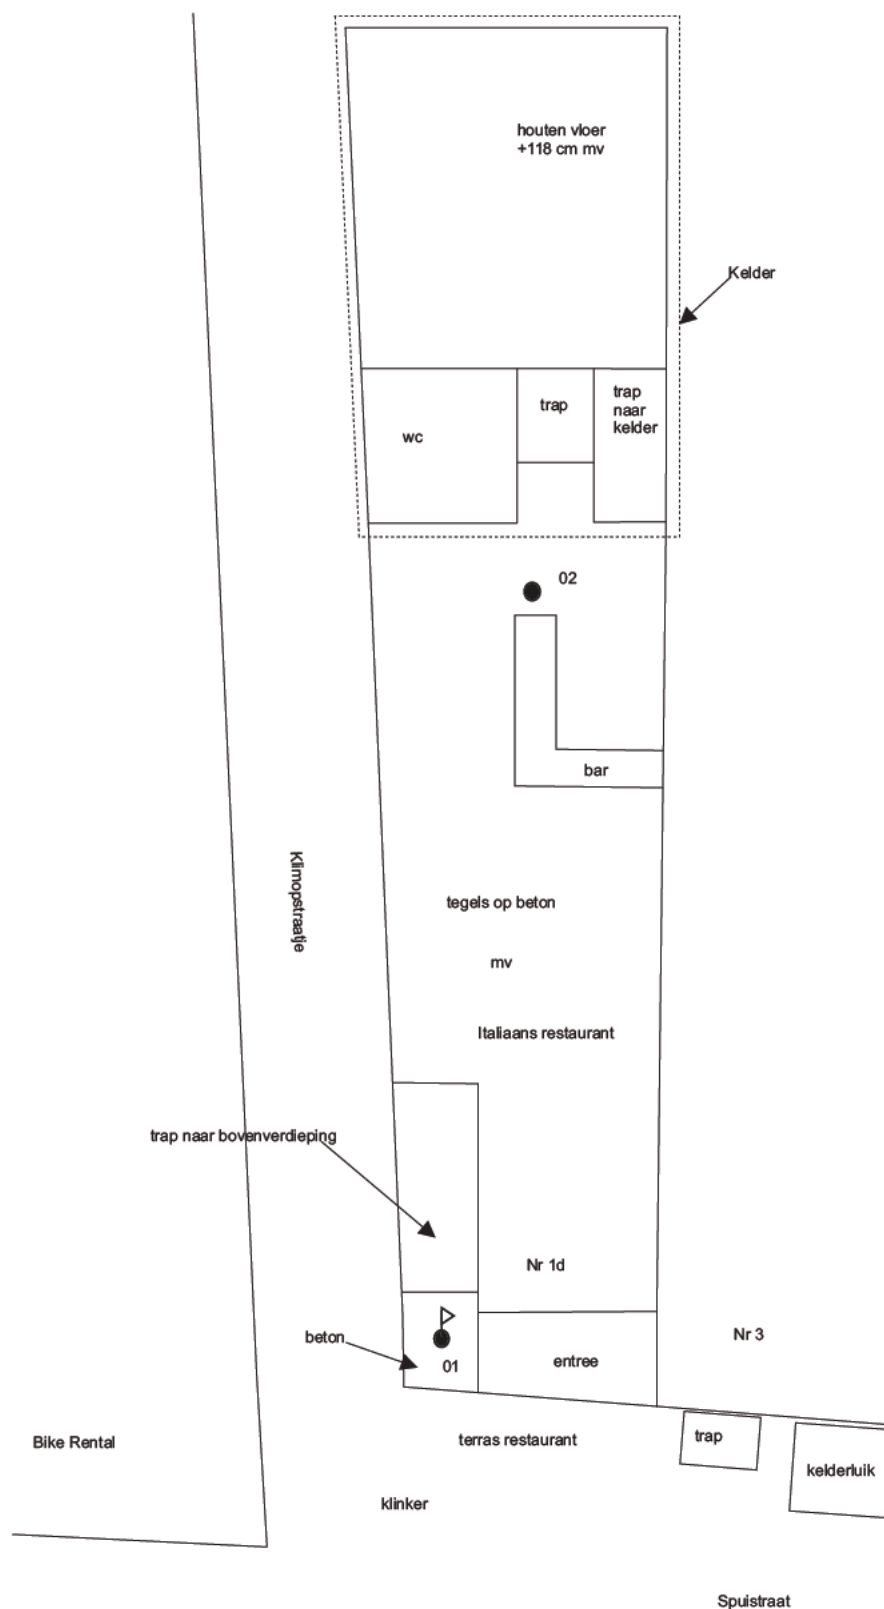 houten vloer
+118 cm mv
Kelder
trap
trap
naar
kelder
wc
02
bar
Klimopstraatje
tegels op beton
mv
Italiaans restaurant
trap naar bovenverdieping
Nr 1d
beton
01
entree
Nr 3
Bike Rental
terras restaurant
trap
kelderluik
klinker
Spuistraat